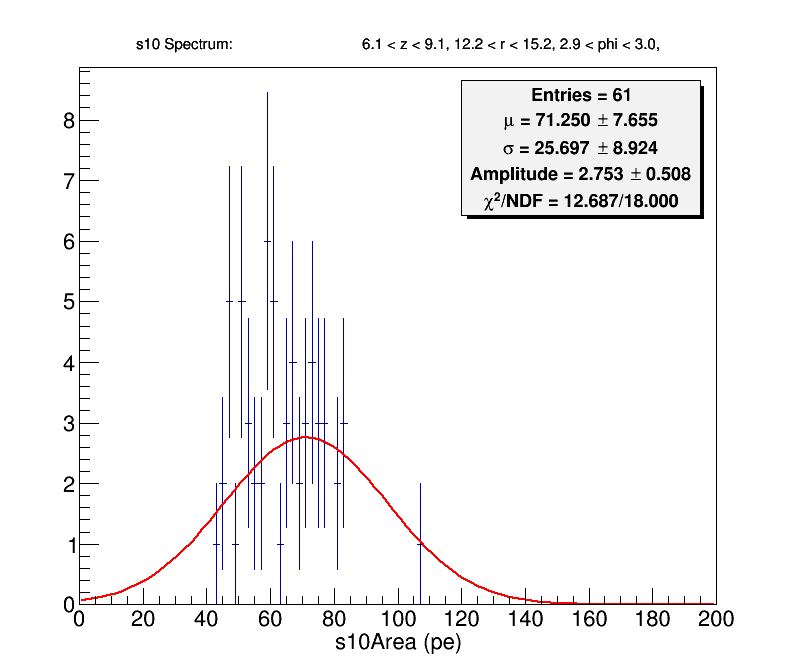 s10 Spectrum: 6.1 < z < 9.1, 12.2 < r < 15.2, 2.9 < phi < 3.0,
Entries = 61
μ = 71.250 ± 7.655
σ = 25.697 ± 8.924
Amplitude = 2.753 ± 0.508
χ²/NDF = 12.687/18.000
8
7
6
5
4
3
2
1
0
0 20 40 60 80 100 120 140 160 180 200
s10Area (pe)